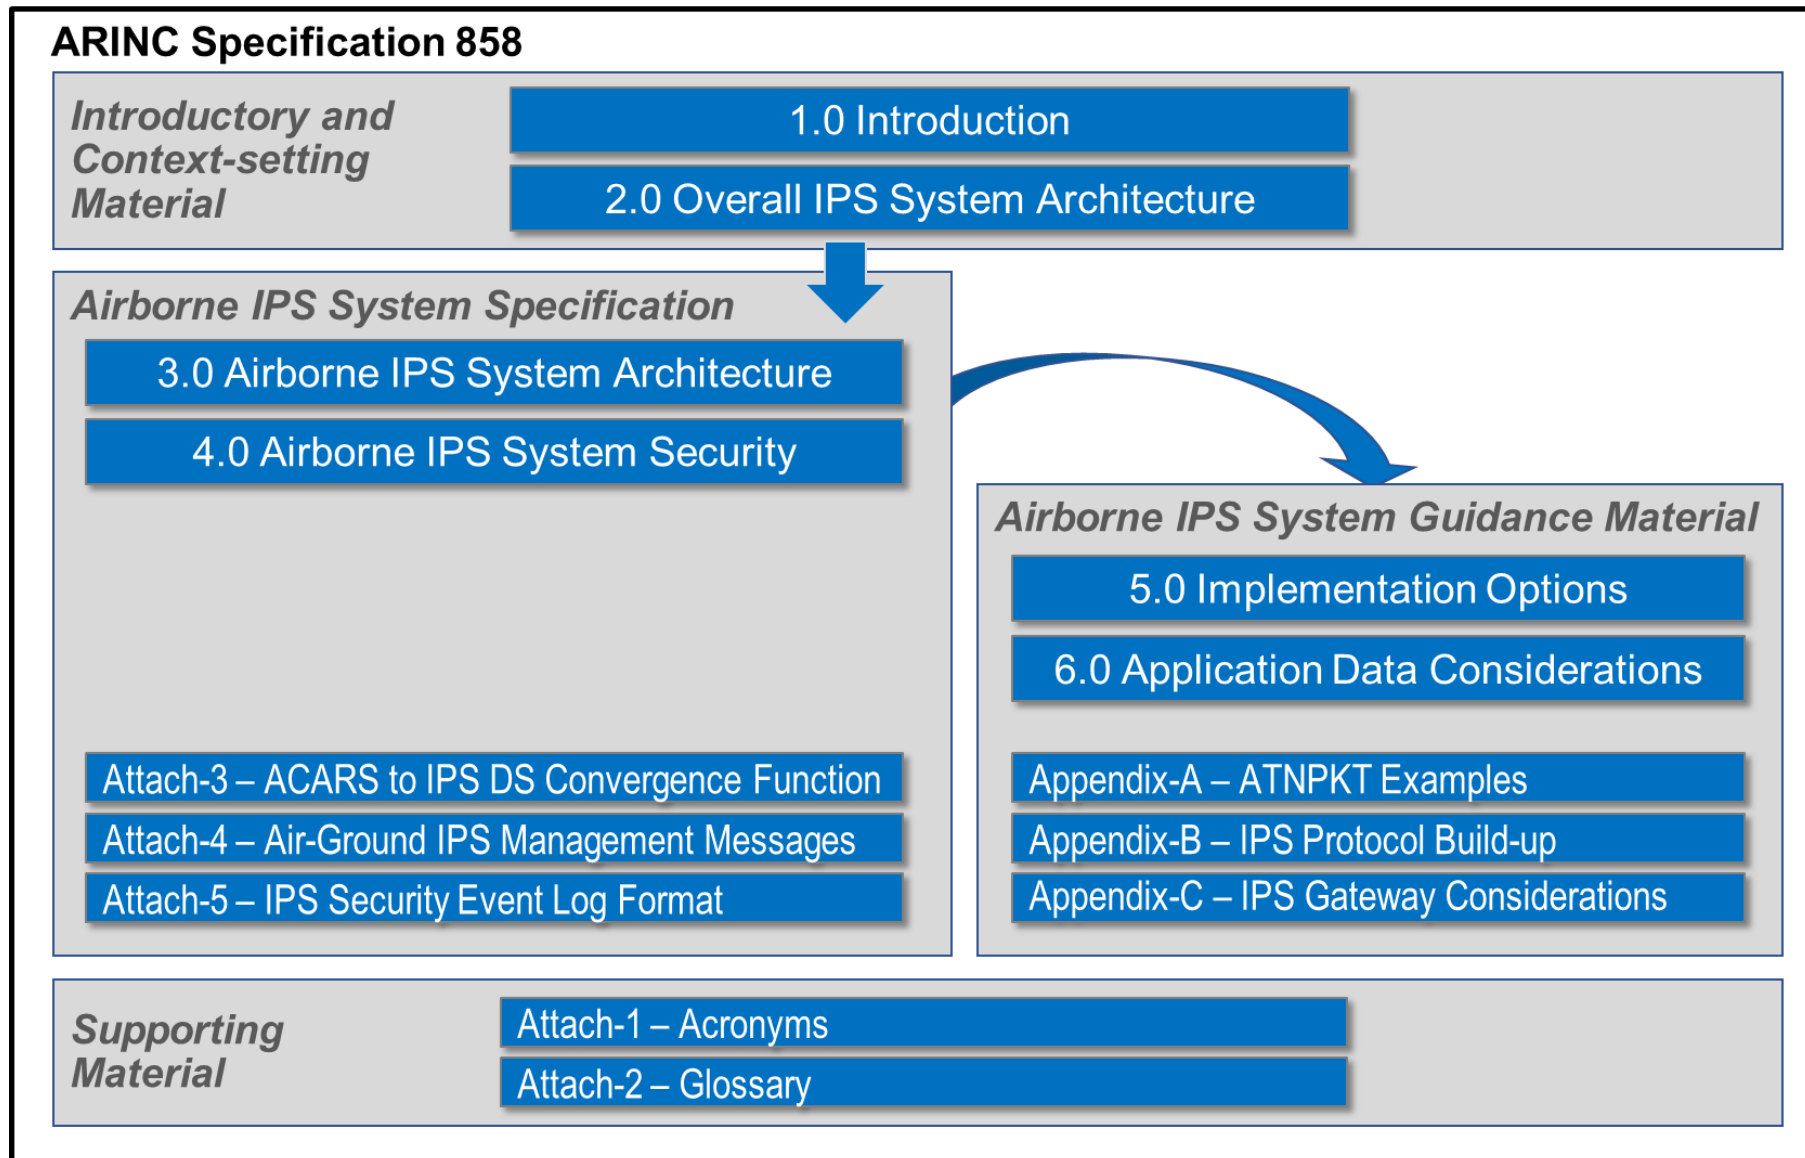 ARINC Specification 858
Introductory and
Context-setting
Material
1.0 Introduction
2.0 Overall IPS System Architecture
Airborne IPS System Specification
3.0 Airborne IPS System Architecture
4.0 Airborne IPS System Security
Attach-3 – ACARS to IPS DS Convergence Function
Attach-4 – Air-Ground IPS Management Messages
Attach-5 – IPS Security Event Log Format
Airborne IPS System Guidance Material
5.0 Implementation Options
6.0 Application Data Considerations
Appendix-A – ATNPKT Examples
Appendix-B – IPS Protocol Build-up
Appendix-C – IPS Gateway Considerations
Supporting
Material
Attach-1 – Acronyms
Attach-2 – Glossary